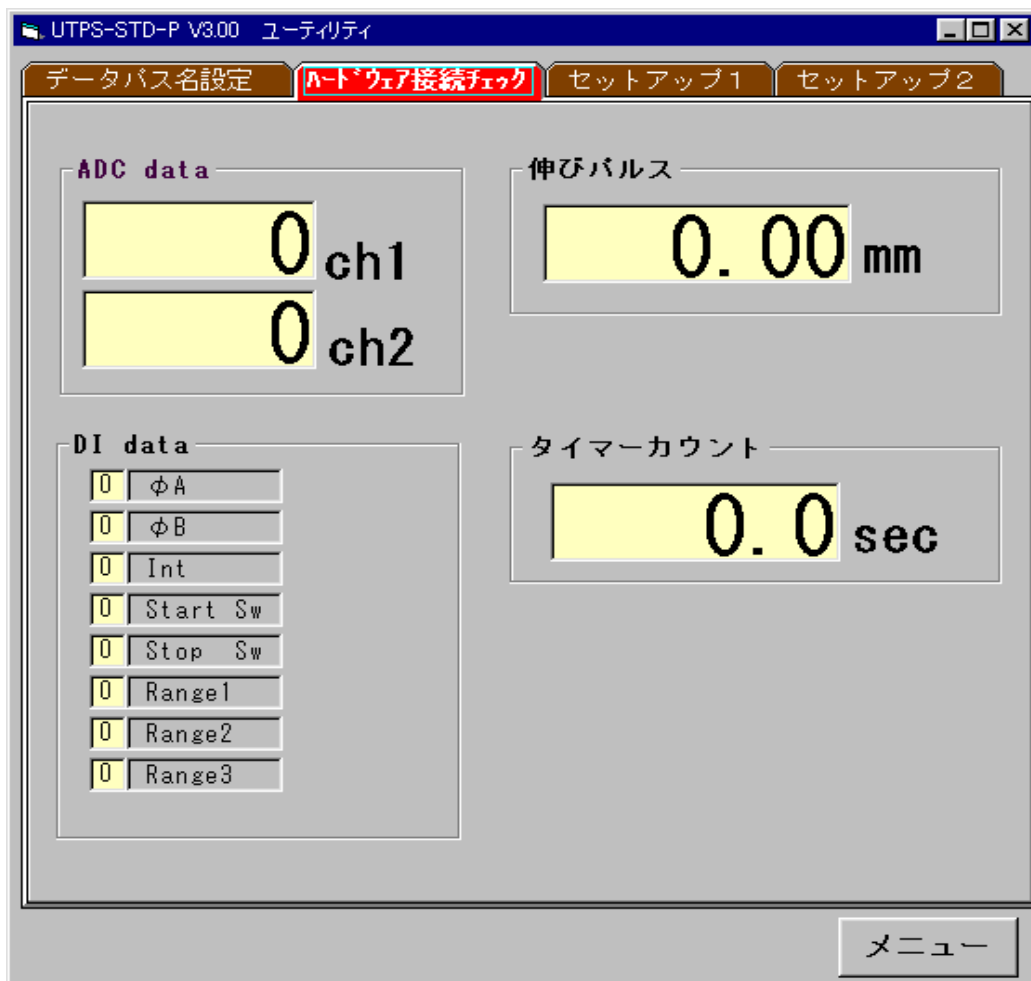 UTPS-STD-P V3.00 ユーティリティ
データパス名設定 ﾊｰﾄﾞｳｪｱ接続ﾁｪｯｸ セットアップ1 セットアップ2
ADC data
0 ch1
0 ch2
伸びパルス
0.00 mm
DI data
0 φA
0 φB
0 Int
0 Start Sw
0 Stop Sw
0 Range1
0 Range2
0 Range3
タイマーカウント
0.0 sec
メニュー